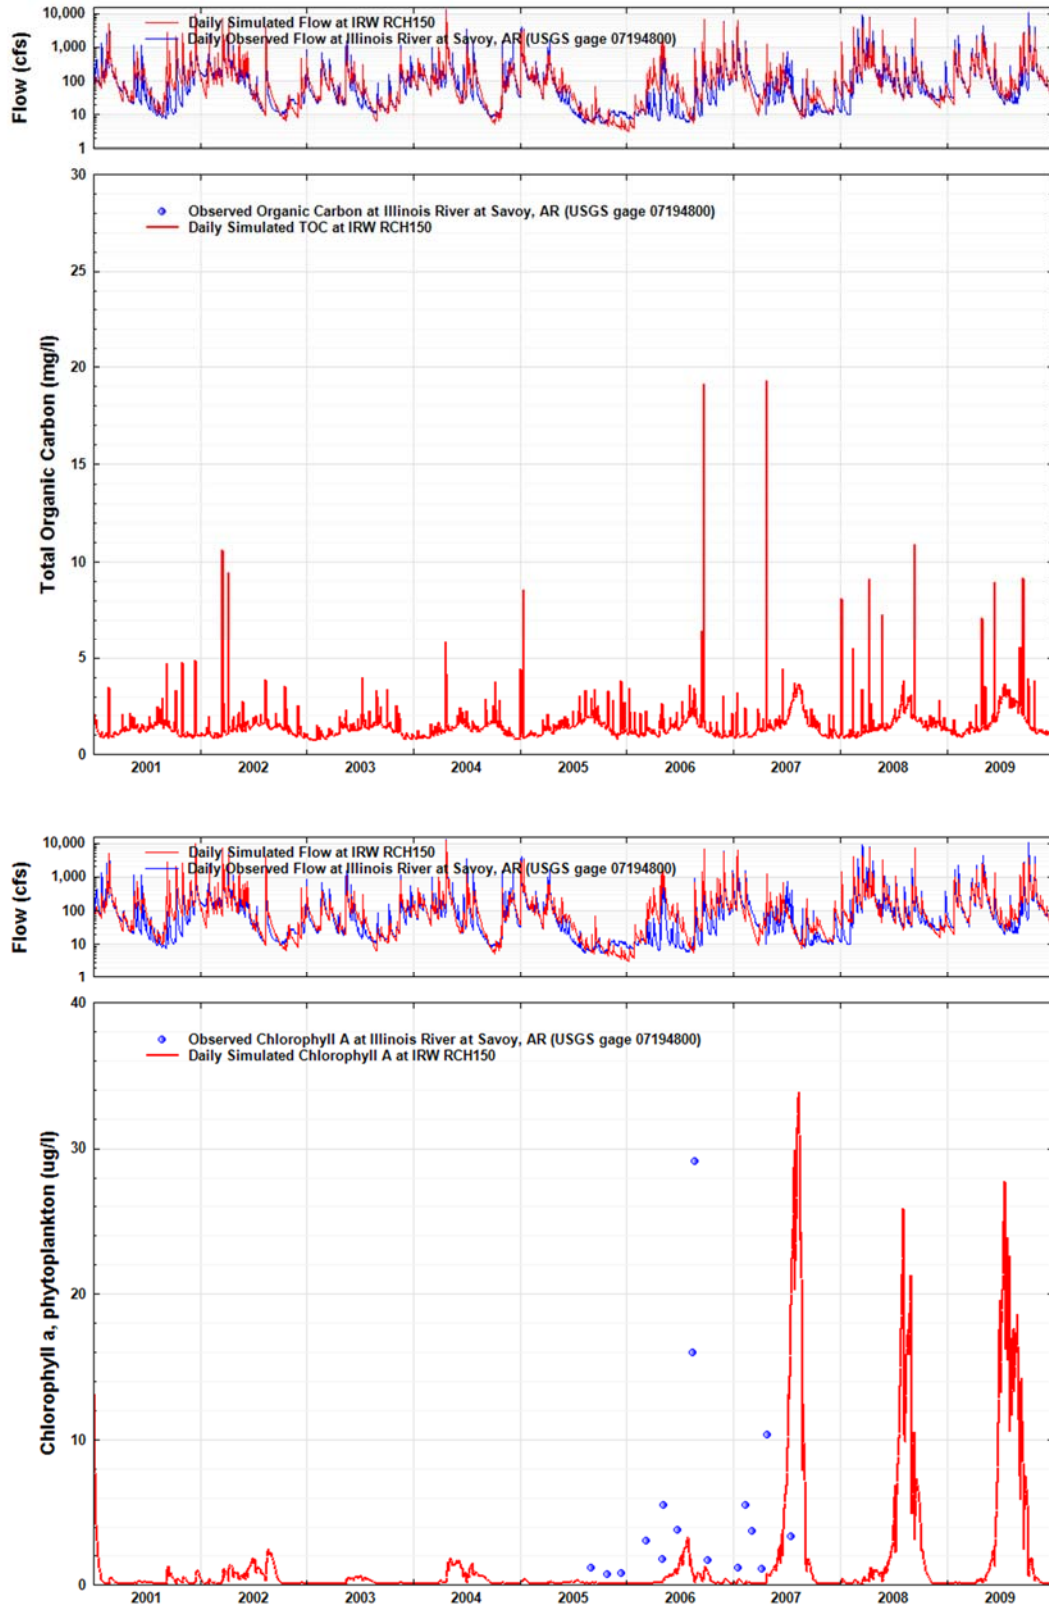 10,000
1,000
100
10
1
Flow (cfs)
Daily Simulated Flow at IRW RCH150
Daily Observed Flow at Illinois River at Savoy, AR (USGS gage 07194800)
30
25
20
15
10
5
0
Total Organic Carbon (mg/l)
Observed Organic Carbon at Illinois River at Savoy, AR (USGS gage 07194800)
Daily Simulated TOC at IRW RCH150
2001 2002 2003 2004 2005 2006 2007 2008 2009
10,000
1,000
100
10
1
Flow (cfs)
Daily Simulated Flow at IRW RCH150
Daily Observed Flow at Illinois River at Savoy, AR (USGS gage 07194800)
40
30
20
10
0
Chlorophyll a, phytoplankton (ug/l)
Observed Chlorophyll A at Illinois River at Savoy, AR (USGS gage 07194800)
Daily Simulated Chlorophyll A at IRW RCH150
2001 2002 2003 2004 2005 2006 2007 2008 2009